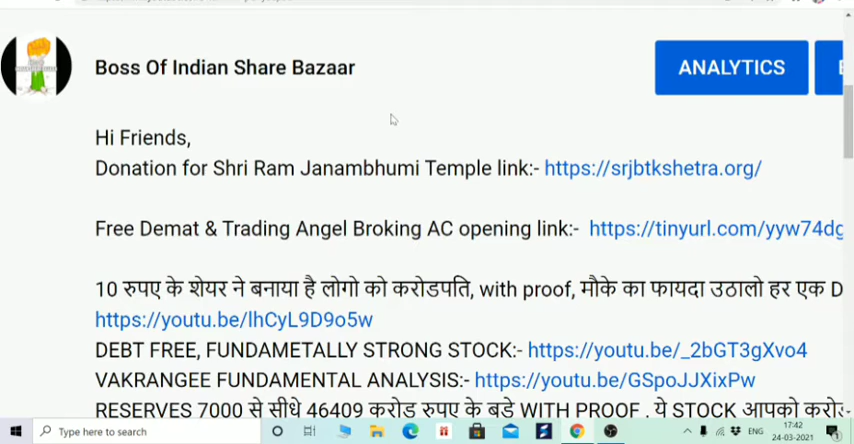 Boss Of Indian Share Bazaar
ANALYTICS
Hi Friends,
Donation for Shri Ram Janambhumi Temple link:- https://srjbtkshetra.org/
Free Demat & Trading Angel Broking AC opening link:- https://tinyurl.com/yyw74dg
10 रुपए के शेयर ने बनाया है लोगो को करोडपति, with proof, मौके का फायदा उठालो हर एक D
https://youtu.be/lhCyL9D9o5w
DEBT FREE, FUNDAMETALLY STRONG STOCK:- https://youtu.be/_2bGT3gXvo4
VAKRANGEE FUNDAMENTAL ANALYSIS:- https://youtu.be/GSpoJJXixPw
RESERVES 7000 से सीधे 46409 करोड रुपए के बडे WITH PROOF , ये STOCK आपको करोड
Type here to search
ENG
17:42
24-03-2021